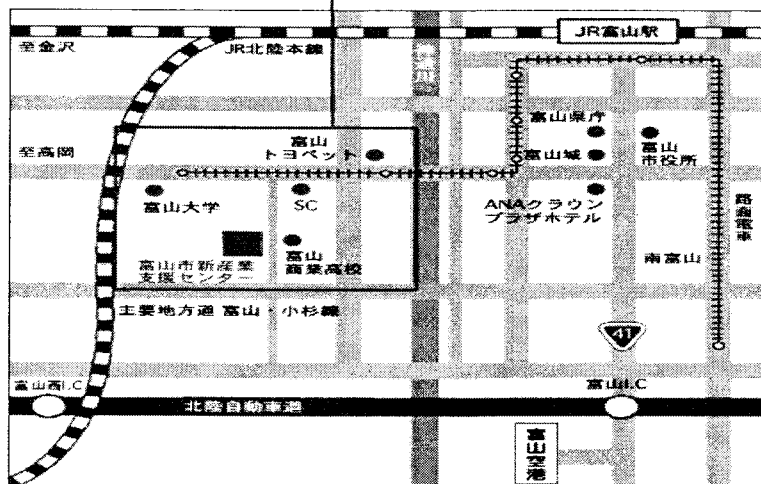 JR富山駅
至金沢
JR北陸本線
富山県庁
富山
トヨペット
至高岡
富山城
富山
市役所
富山大学
SC
ANAクラウン
プラザホテル
路面電車
富山
商業高校
富山市新産業
支援センター
南富山
主要地方道 富山・小杉線
41
富山西I.C
富山I.C
北陸自動車道
富山空港